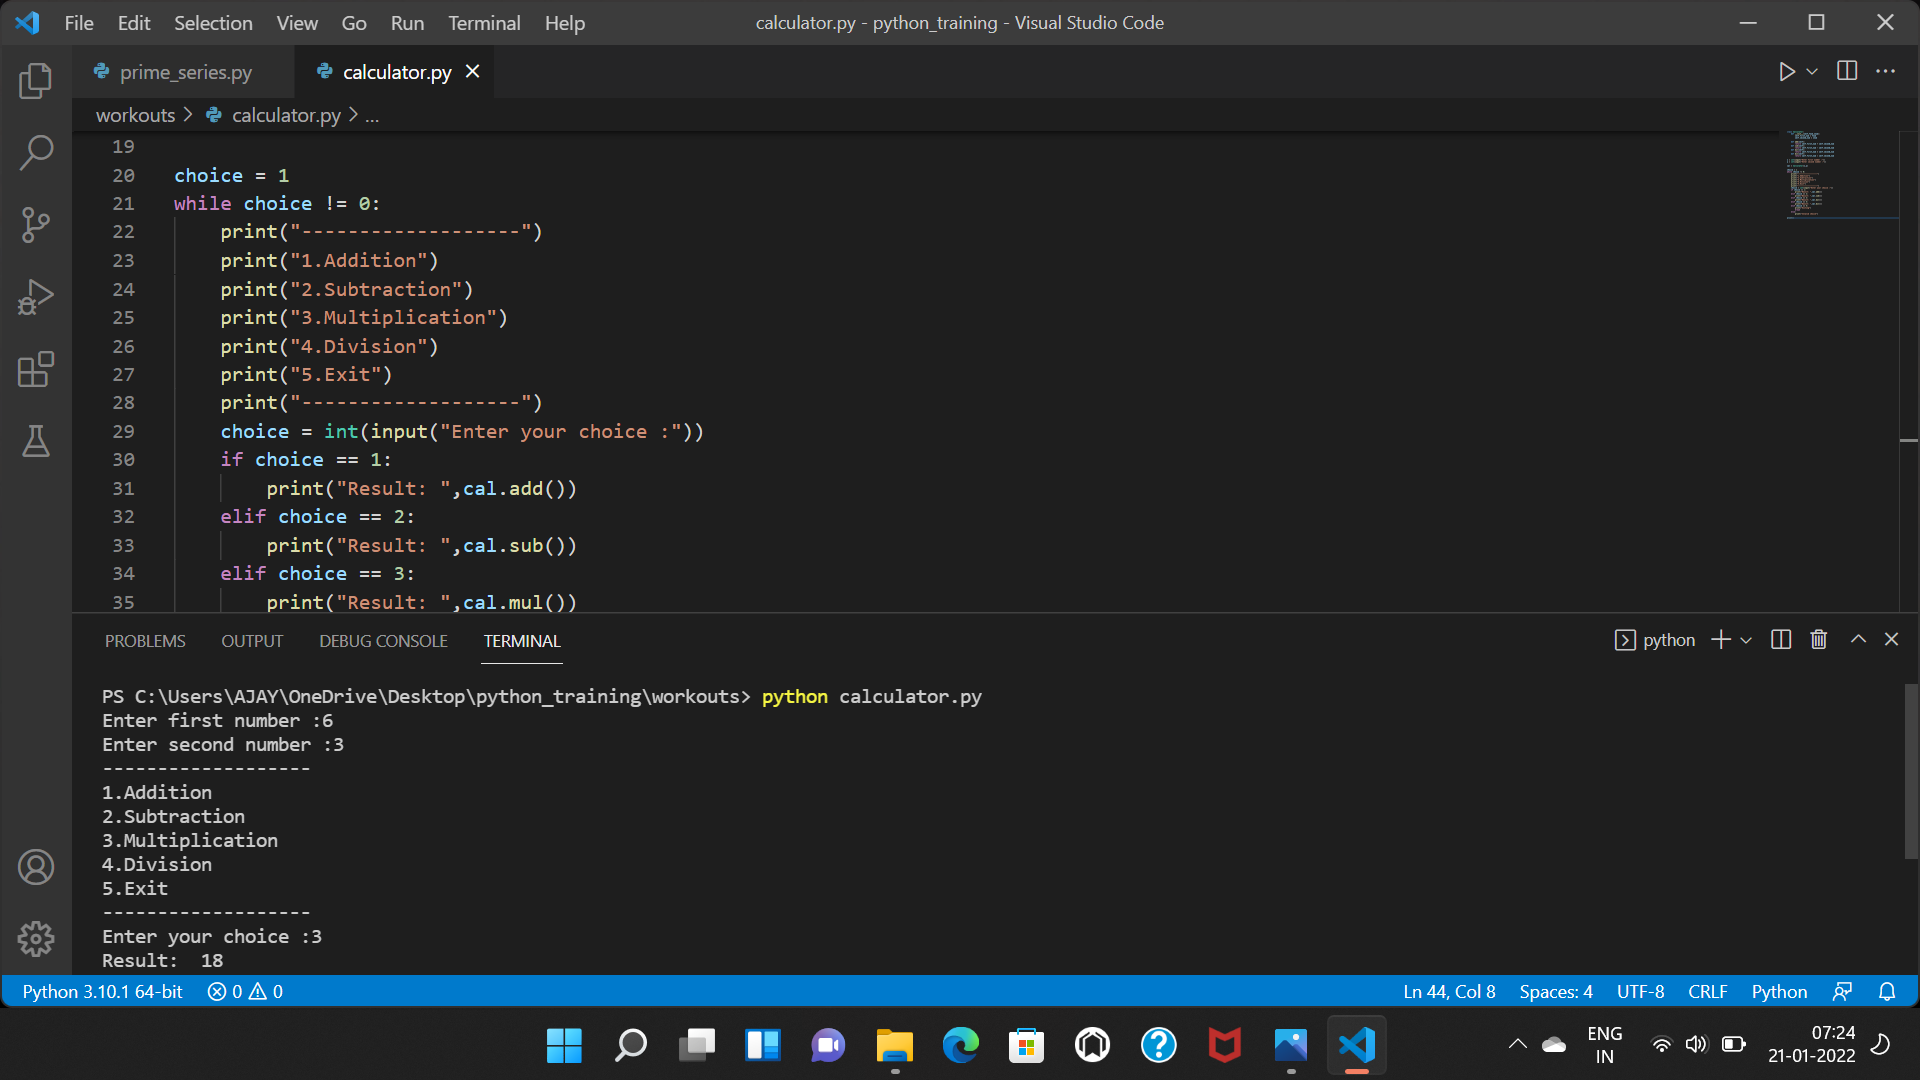 File Edit Selection View Go Run Terminal Help calculator.py - python_training - Visual Studio Code
prime_series.py calculator.py
workouts > calculator.py > ...
19
20 choice = 1
21 while choice != 0:
22 print("-------------------")
23 print("1.Addition")
24 print("2.Subtraction")
25 print("3.Multiplication")
26 print("4.Division")
27 print("5.Exit")
28 print("-------------------")
29 choice = int(input("Enter your choice :"))
30 if choice == 1:
31 print("Result: ",cal.add())
32 elif choice == 2:
33 print("Result: ",cal.sub())
34 elif choice == 3:
35 print("Result: ",cal.mul())
PROBLEMS OUTPUT DEBUG CONSOLE TERMINAL python
PS C:\Users\AJAY\OneDrive\Desktop\python_training\workouts> python calculator.py
Enter first number :6
Enter second number :3
-------------------
1.Addition
2.Subtraction
3.Multiplication
4.Division
5.Exit
-------------------
Enter your choice :3
Result:  18
Python 3.10.1 64-bit 0 0 Ln 44, Col 8 Spaces: 4 UTF-8 CRLF Python
ENG
IN
07:24
21-01-2022